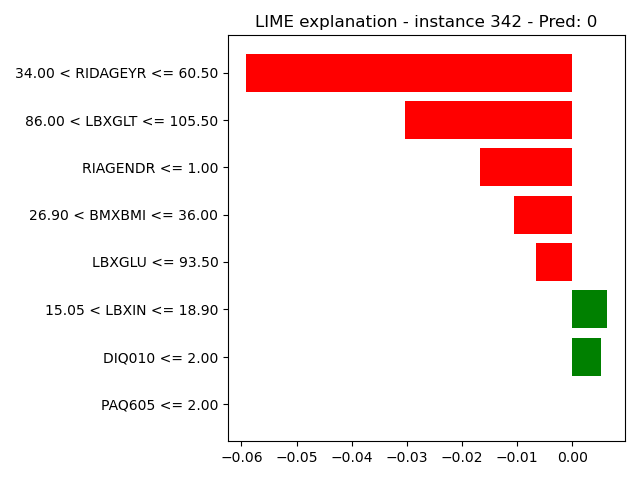 LIME explanation - instance 342 - Pred: 0
34.00 < RIDAGEYR <= 60.50
86.00 < LBXGLT <= 105.50
RIAGENDR <= 1.00
26.90 < BMXBMI <= 36.00
LBXGLU <= 93.50
15.05 < LBXIN <= 18.90
DIQ010 <= 2.00
PAQ605 <= 2.00
−0.06 −0.05 −0.04 −0.03 −0.02 −0.01 0.00